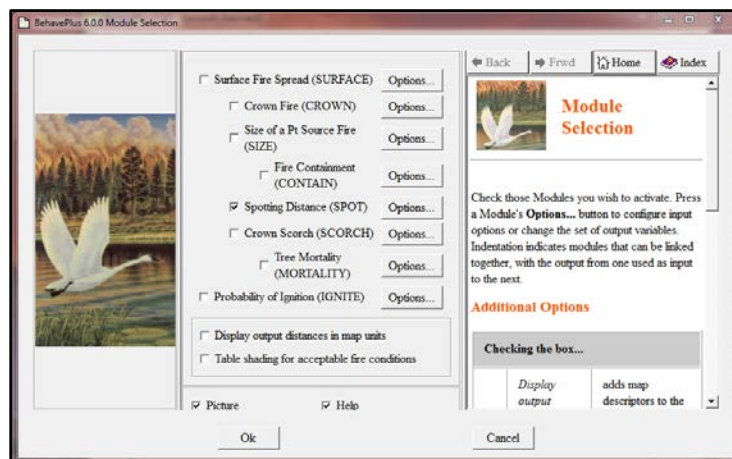 BehavePlus 6.0.0 Module Selection
Surface Fire Spread (SURFACE) Options...
Crown Fire (CROWN) Options...
Size of a Pt Source Fire
(SIZE) Options...
Fire Containment
(CONTAIN) Options...
Spotting Distance (SPOT) Options...
Crown Scorch (SCORCH) Options...
Tree Mortality
(MORTALITY) Options...
Probability of Ignition (IGNITE) Options...
Display output distances in map units
Table shading for acceptable fire conditions
Picture Help
Ok Cancel
Back Frwd Home Index
Module
Selection
Check those Modules you wish to activate. Press
a Module's Options... button to configure input
options or change the set of output variables.
Indentation indicates modules that can be linked
together, with the output from one used as input
to the next.
Additional Options
Checking the box...
Display adds map
output descriptors to the